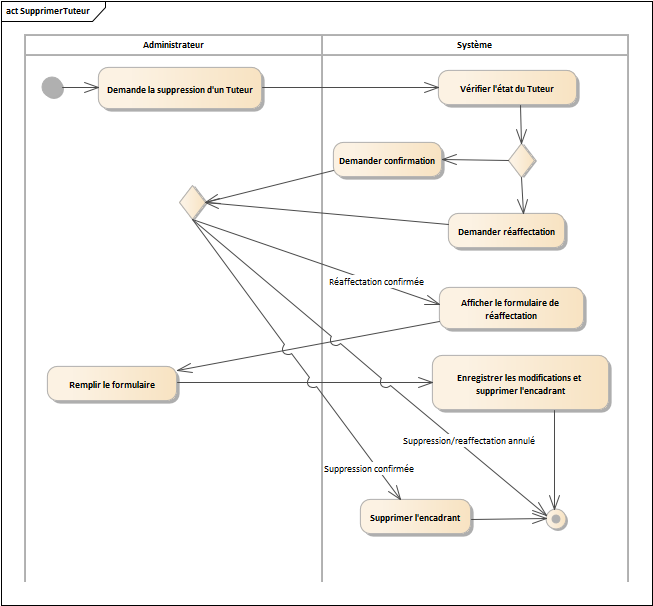 act SupprimerTuteur
Administrateur
Système
Demande la suppression d'un Tuteur
Vérifier l'état du Tuteur
Demander confirmation
Demander réaffectation
Réaffectation confirmée
Afficher le formulaire de
réaffectation
Remplir le formulaire
Enregistrer les modifications et
supprimer l'encadrant
Suppression/reaffectation annulé
Suppression confirmée
Supprimer l'encadrant